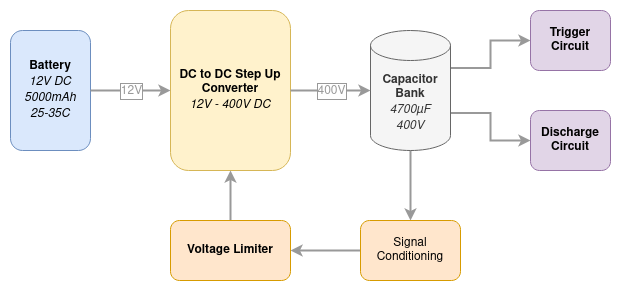 Battery
12V DC
5000mAh
25-35C
12V
DC to DC Step Up
Converter
12V - 400V DC
400V
Capacitor
Bank
4700µF
400V
Trigger
Circuit
Discharge
Circuit
Voltage Limiter
Signal
Conditioning